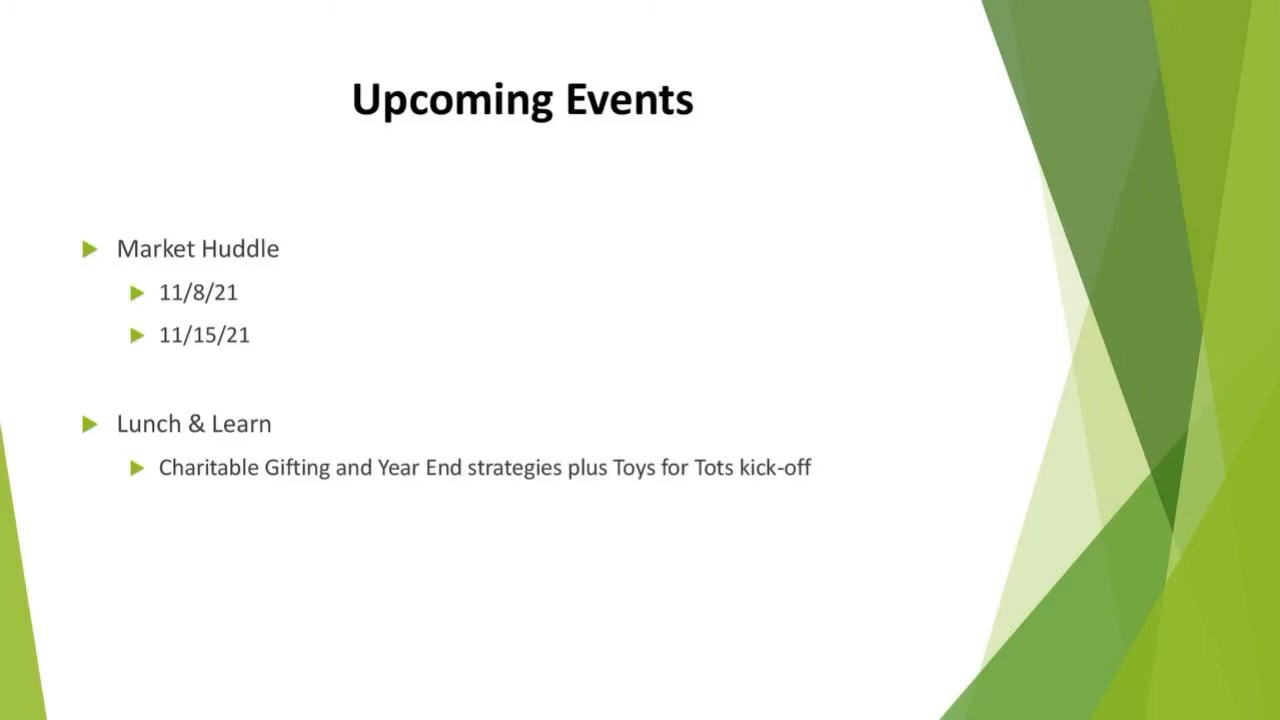 Upcoming Events
Market Huddle
11/8/21
11/15/21
Lunch & Learn
Charitable Gifting and Year End strategies plus Toys for Tots kick-off